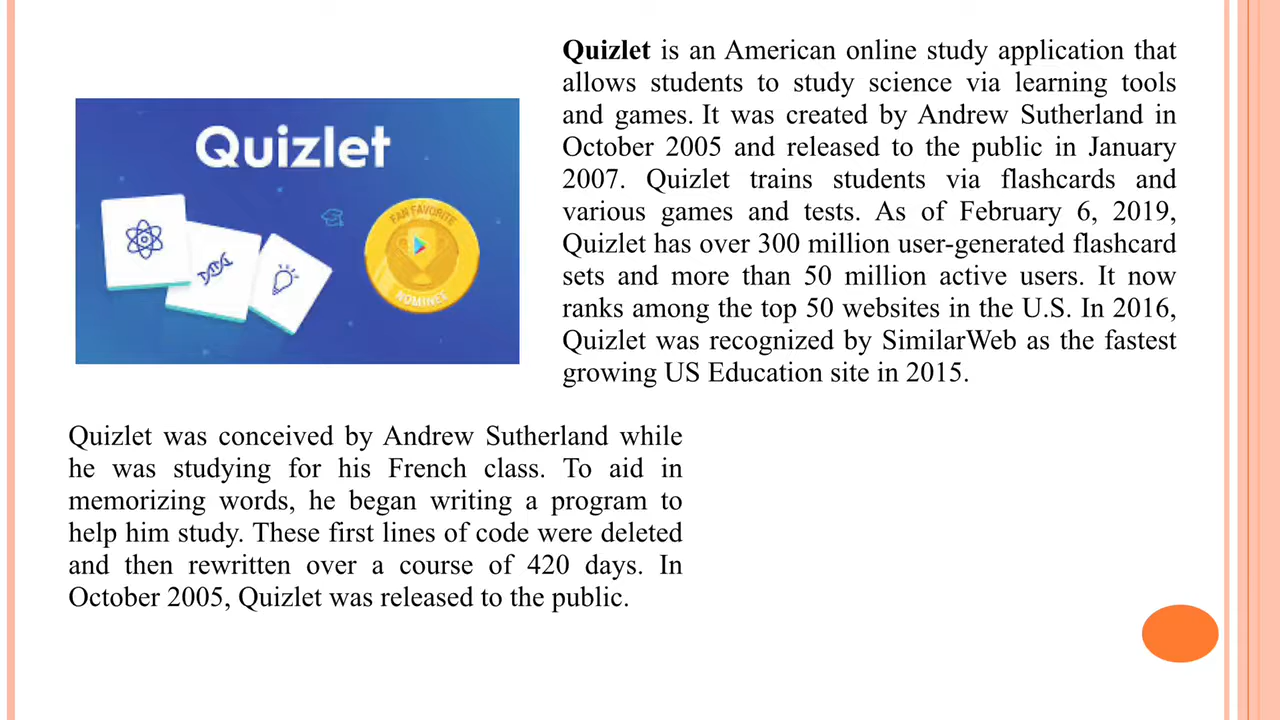 Quizlet
FAN FAVORITE
NOMINEE
Quizlet is an American online study application that
allows students to study science via learning tools
and games. It was created by Andrew Sutherland in
October 2005 and released to the public in January
2007. Quizlet trains students via flashcards and
various games and tests. As of February 6, 2019,
Quizlet has over 300 million user-generated flashcard
sets and more than 50 million active users. It now
ranks among the top 50 websites in the U.S. In 2016,
Quizlet was recognized by SimilarWeb as the fastest
growing US Education site in 2015.
Quizlet was conceived by Andrew Sutherland while
he was studying for his French class. To aid in
memorizing words, he began writing a program to
help him study. These first lines of code were deleted
and then rewritten over a course of 420 days. In
October 2005, Quizlet was released to the public.